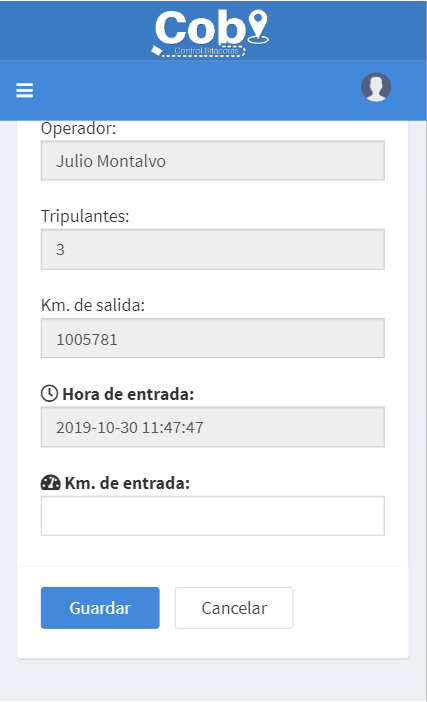 Cob
Control Bitácoras
Operador:
Julio Montalvo
Tripulantes:
3
Km. de salida:
1005781
Hora de entrada:
2019-10-30 11:47:47
Km. de entrada:
Guardar
Cancelar